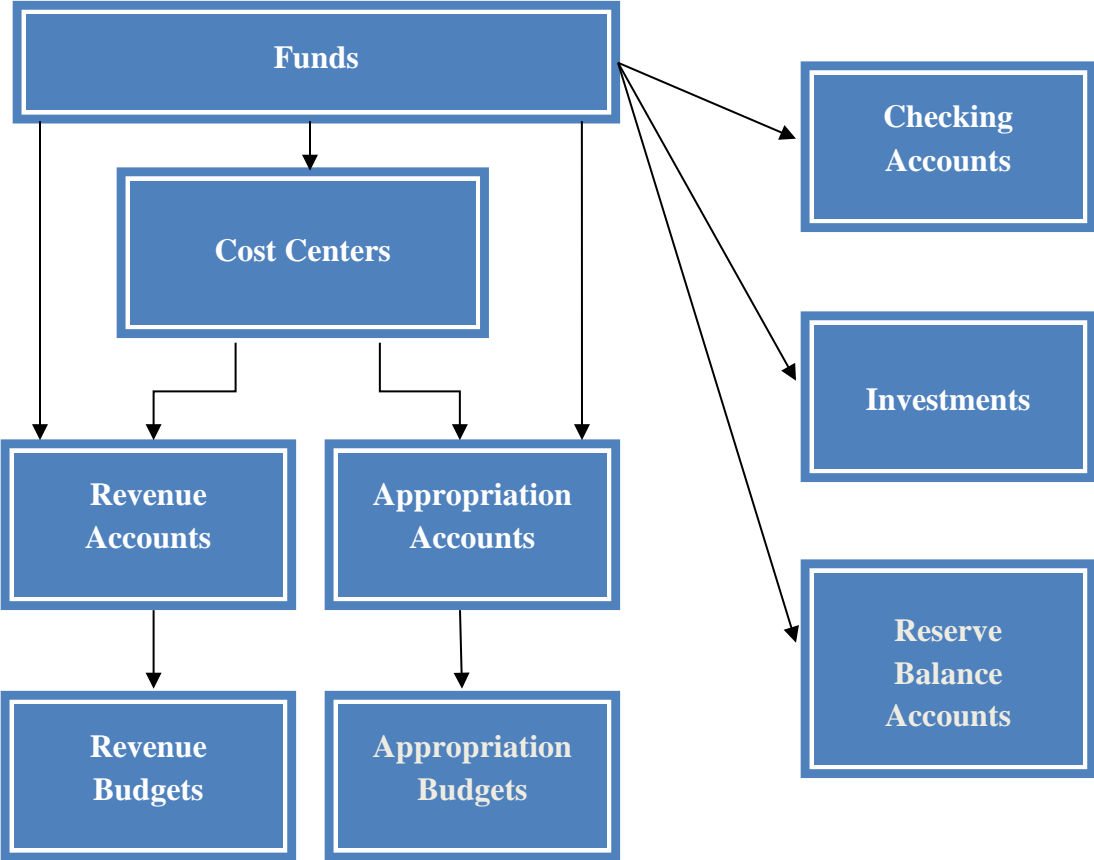 Funds
Checking
Accounts
Cost Centers
Investments
Revenue
Accounts
Appropriation
Accounts
Reserve
Balance
Accounts
Revenue
Budgets
Appropriation
Budgets